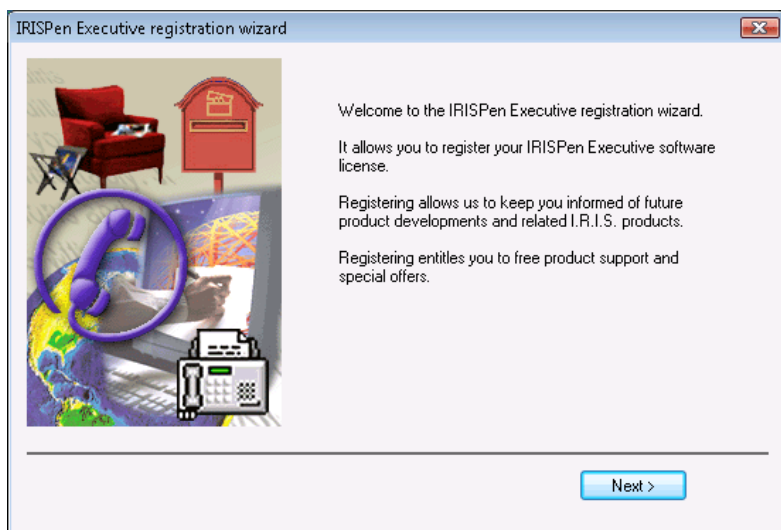 IRISPen Executive registration wizard
Welcome to the IRISPen Executive registration wizard.
It allows you to register your IRISPen Executive software
license.
Registering allows us to keep you informed of future
product developments and related I.R.I.S. products.
Registering entitles you to free product support and
special offers.
Next >